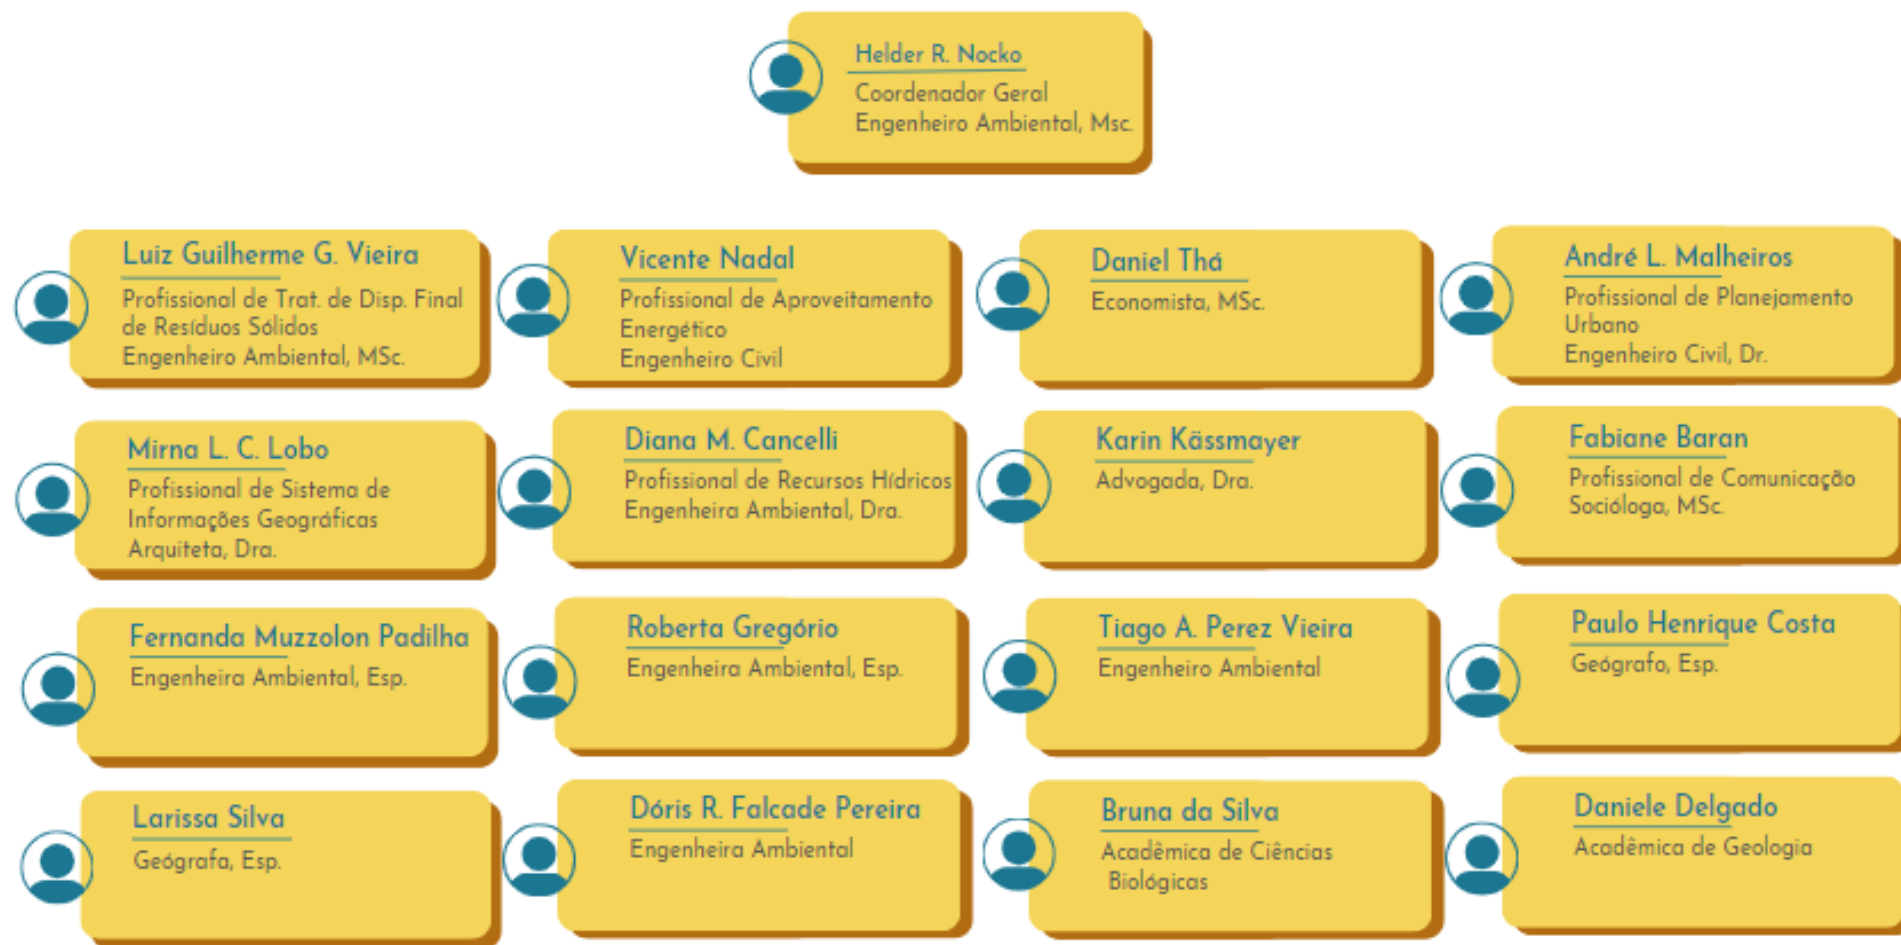 Helder R. Nocko
Coordenador Geral
Engenheiro Ambiental, Msc.
Luiz Guilherme G. Vieira
Profissional de Trat. de Disp. Final
de Resíduos Sólidos
Engenheiro Ambiental, MSc.
Vicente Nadal
Profissional de Aproveitamento
Energético
Engenheiro Civil
Daniel Thá
Economista, MSc.
André L. Malheiros
Profissional de Planejamento
Urbano
Engenheiro Civil, Dr.
Mirna L. C. Lobo
Profissional de Sistema de
Informações Geográficas
Arquiteta, Dra.
Diana M. Cancelli
Profissional de Recursos Hídricos
Engenheira Ambiental, Dra.
Karin Kässmayer
Advogada, Dra.
Fabiane Baran
Profissional de Comunicação
Socióloga, MSc.
Fernanda Muzzolon Padilha
Engenheira Ambiental, Esp.
Roberta Gregório
Engenheira Ambiental, Esp.
Tiago A. Perez Vieira
Engenheiro Ambiental
Paulo Henrique Costa
Geógrafo, Esp.
Larissa Silva
Geógrafa, Esp.
Dóris R. Falcade Pereira
Engenheira Ambiental
Bruna da Silva
Acadêmica de Ciências
Biológicas
Daniele Delgado
Acadêmica de Geologia